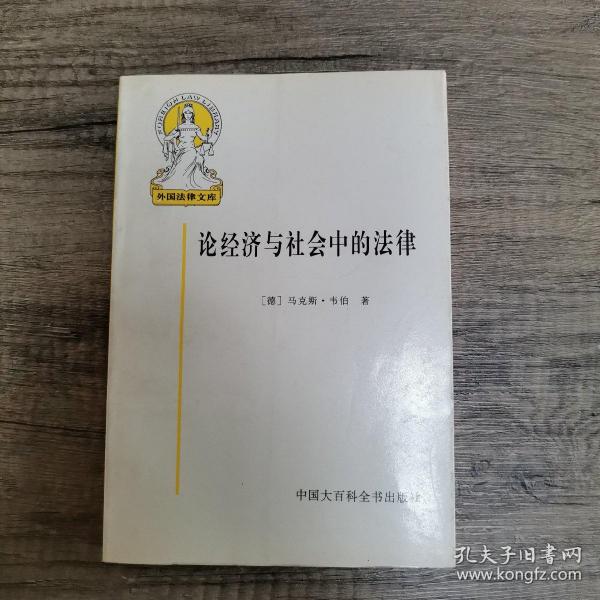 FOREIGN LAW LIBRARY
外国法律文库
论经济与社会中的法律
［德］马克斯·韦伯 著
中国大百科全书出版社
孔夫子旧书网
www.kongfz.com